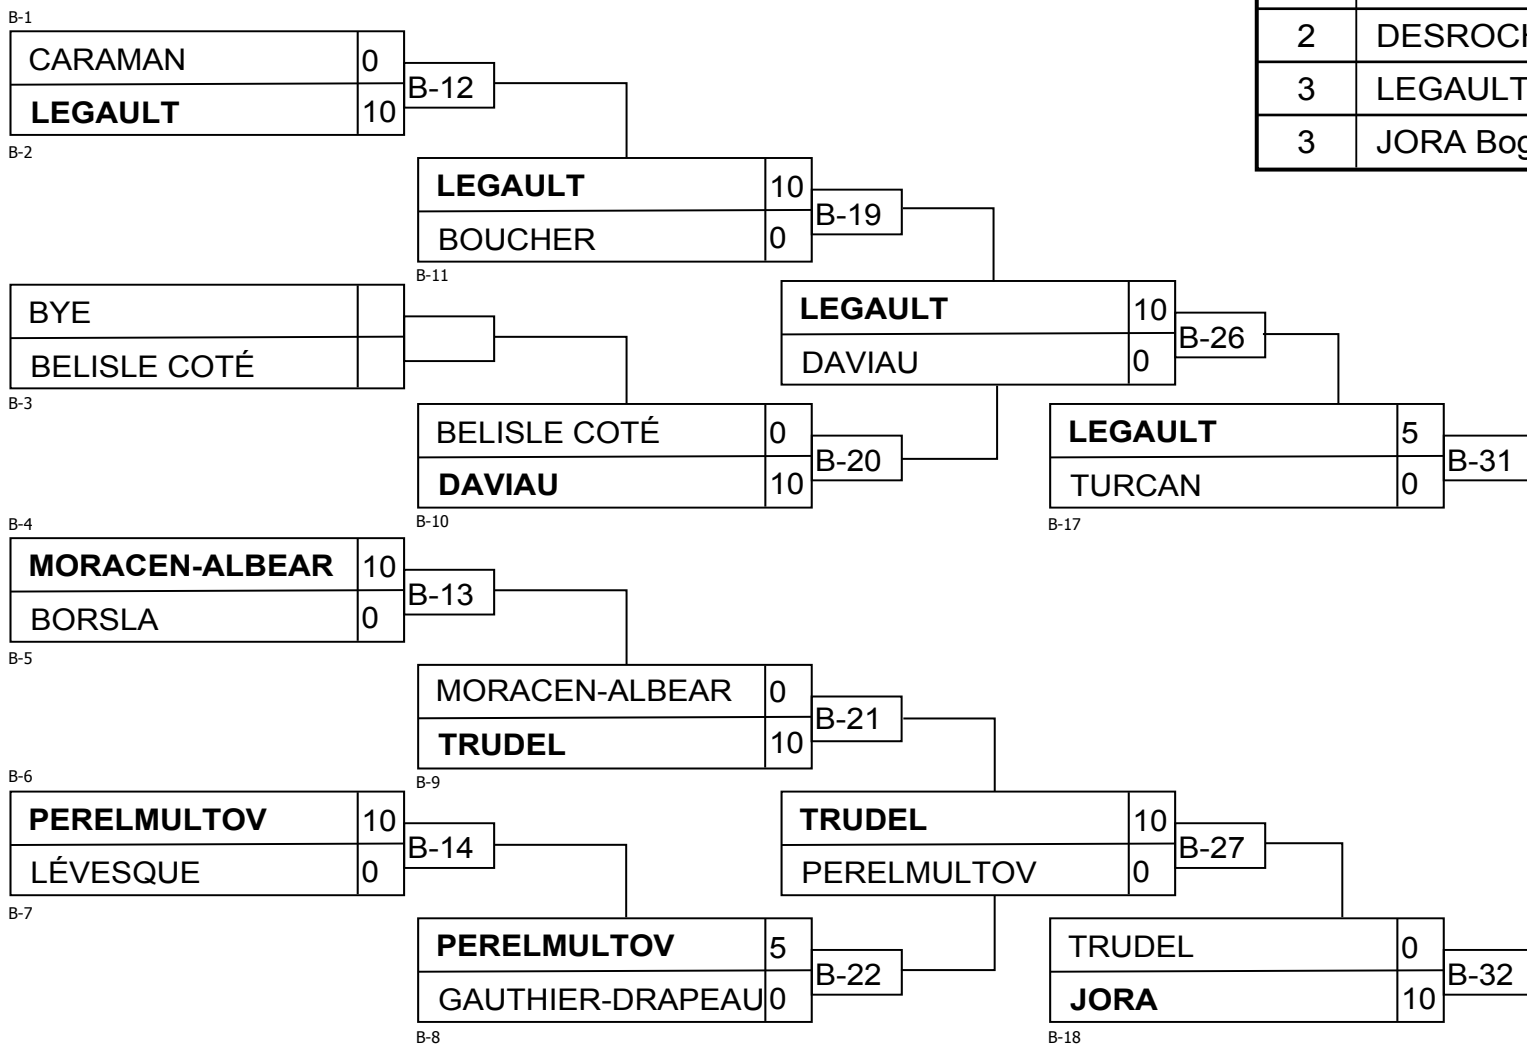 B-1
CARAMAN 0
LEGAULT 10
B-12
B-2
2
3 LEGAULT
3 JORA
LEGAULT 10
BOUCHER 0
B-19
B-11
BYE
BELISLE COTÉ
B-3
LEGAULT 10
DAVIAU 0
B-26
BELISLE COTÉ 0
DAVIAU 10
B-20
B-10
LEGAULT 5
TURCAN 0
B-31
B-17
B-4
MORACEN-ALBEAR 10
BORSLA 0
B-13
B-5
MORACEN-ALBEAR 0
TRUDEL 10
B-21
B-9
B-6
PERELMULTOV 10
LÉVESQUE 0
B-14
B-7
TRUDEL 10
PERELMULTOV 0
B-27
PERELMULTOV 5
GAUTHIER-DRAPEAU 0
B-22
B-8
TRUDEL 0
JORA 10
B-32
B-18